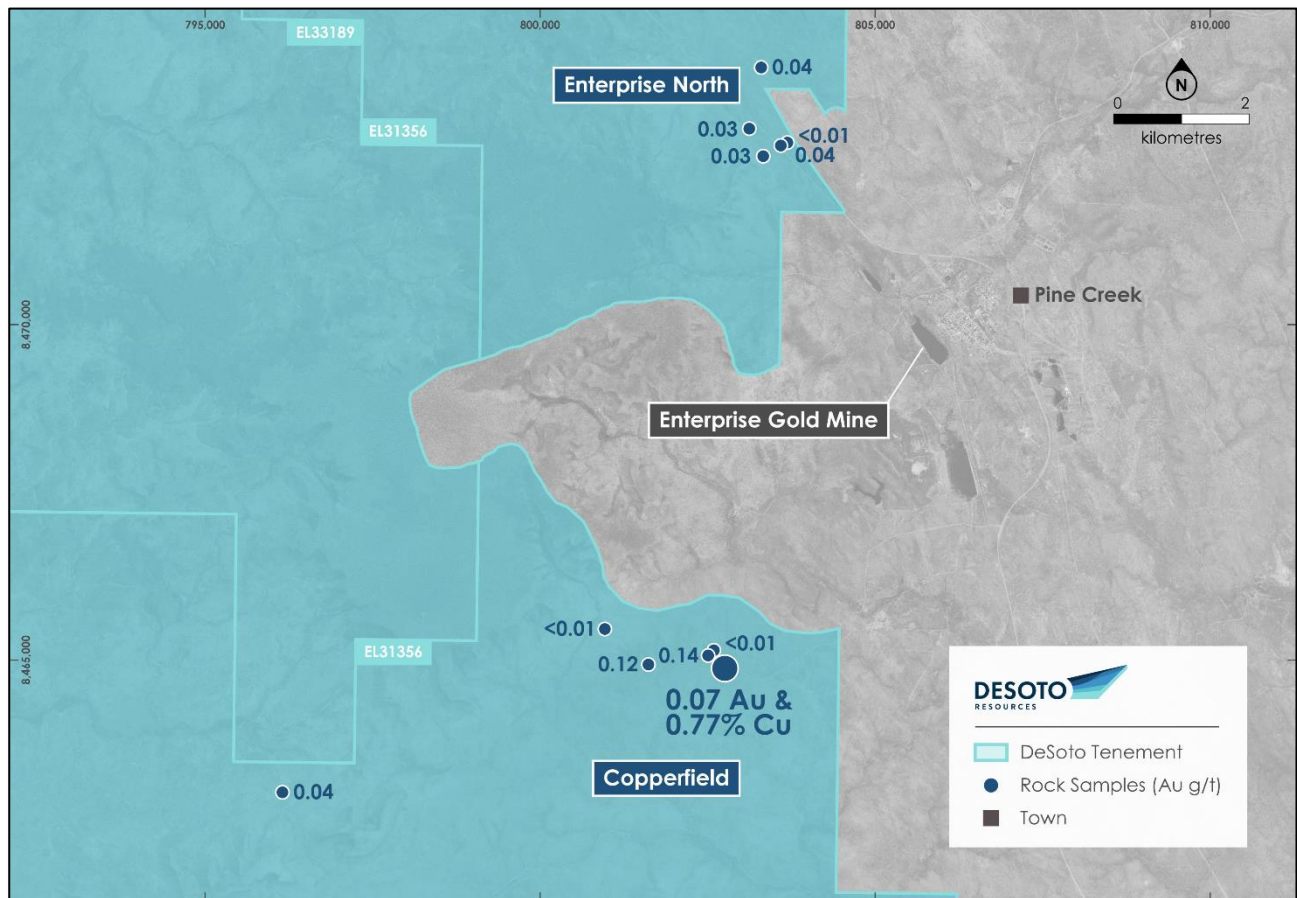 795,000
800,000
805,000
810,000
EL33189
0.04
Enterprise North
N
0
2
kilometres
EL31356
0.03
<0.01
0.04
0.03
Pine Creek
8,470,000
Enterprise Gold Mine
<0.01
<0.01
0.14
0.12
EL31356
8,465,000
0.07 Au &
0.77% Cu
Copperfield
0.04
DESOTO
RESOURCES
DeSoto Tenement
Rock Samples (Au g/t)
Town